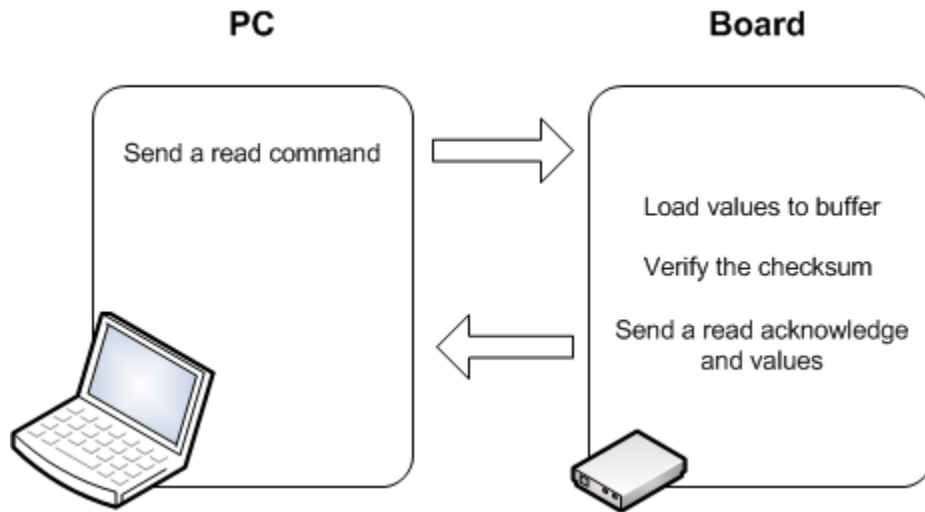 PC
Board
Send a read command
Load values to buffer
Verify the checksum
Send a read acknowledge
and values